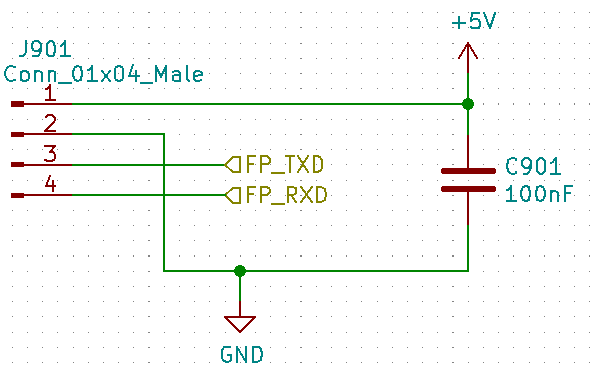 +5V
J901
Conn_01x04_Male
1
2
3
4
FP_TXD
FP_RXD
C901
100nF
GND